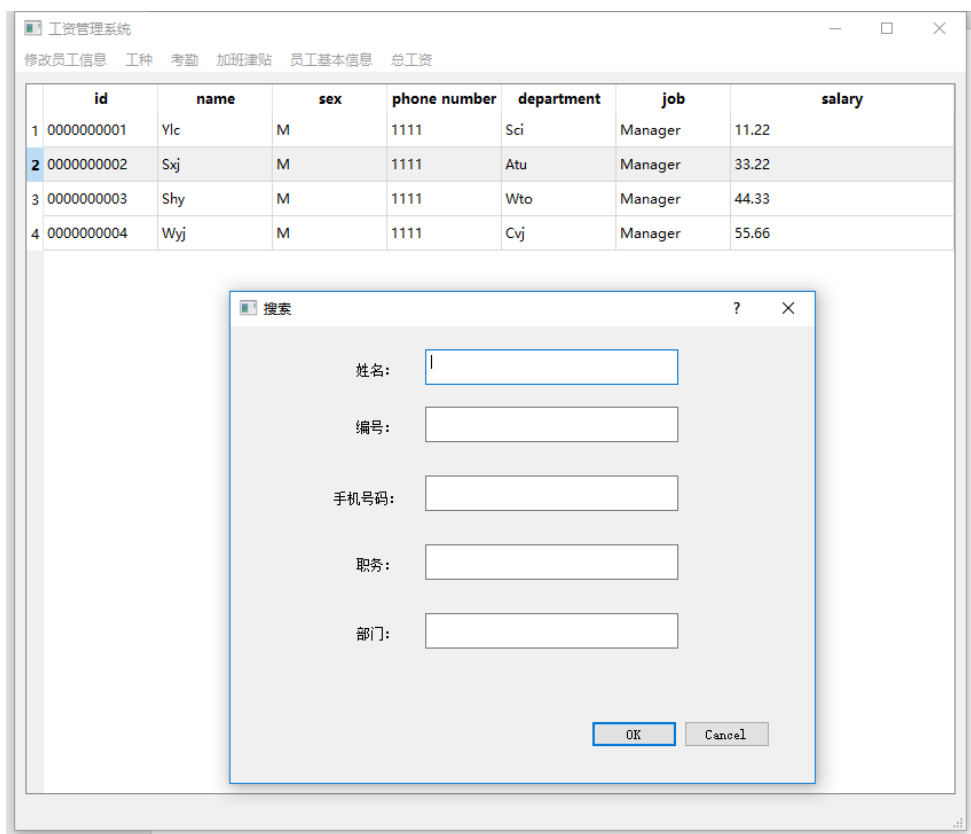 工资管理系统
修改员工信息 工种 考勤 加班津贴 员工基本信息 总工资
id name sex phone number department job salary
1 0000000001 Ylc M 1111 Sci Manager 11.22
2 0000000002 Sxj M 1111 Atu Manager 33.22
3 0000000003 Shy M 1111 Wto Manager 44.33
4 0000000004 Wyj M 1111 Cvj Manager 55.66
搜索 ?
姓名：
编号：
手机号码：
职务：
部门：
OK Cancel